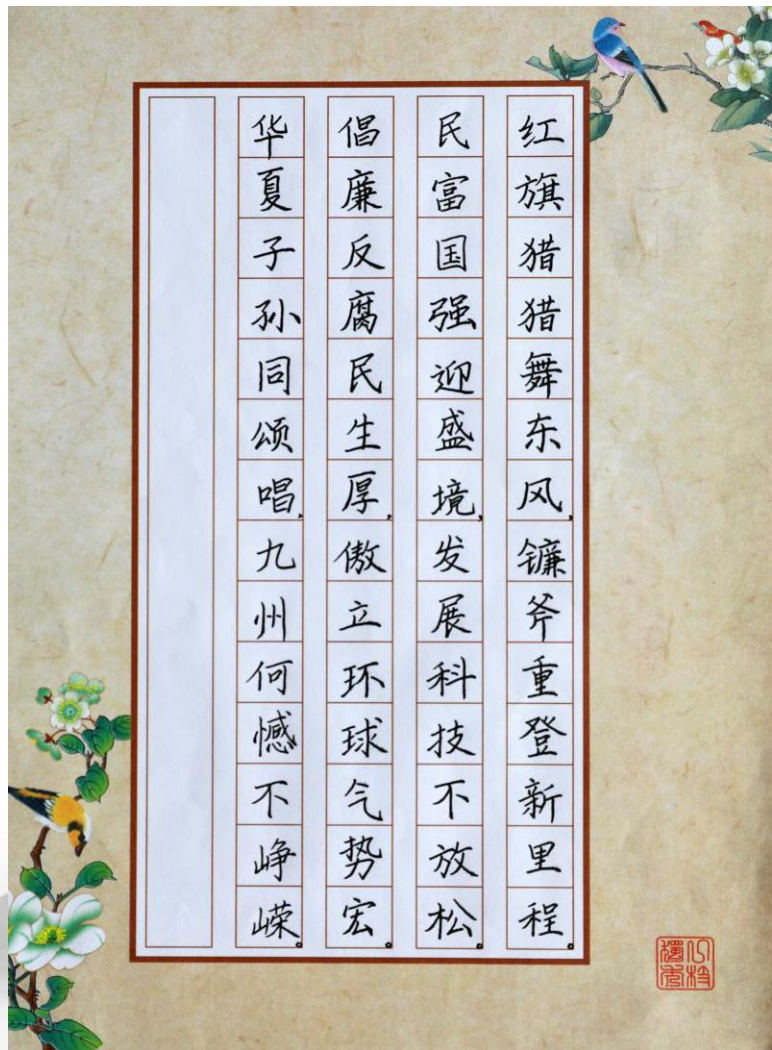 红旗猎猎舞东风,镰斧重登新里程。
民富国强迎盛境,发展科技不放松。
倡廉反腐民生厚,傲立环球气势宏。
华夏子孙同颂唱,九州何憾不峥嵘。